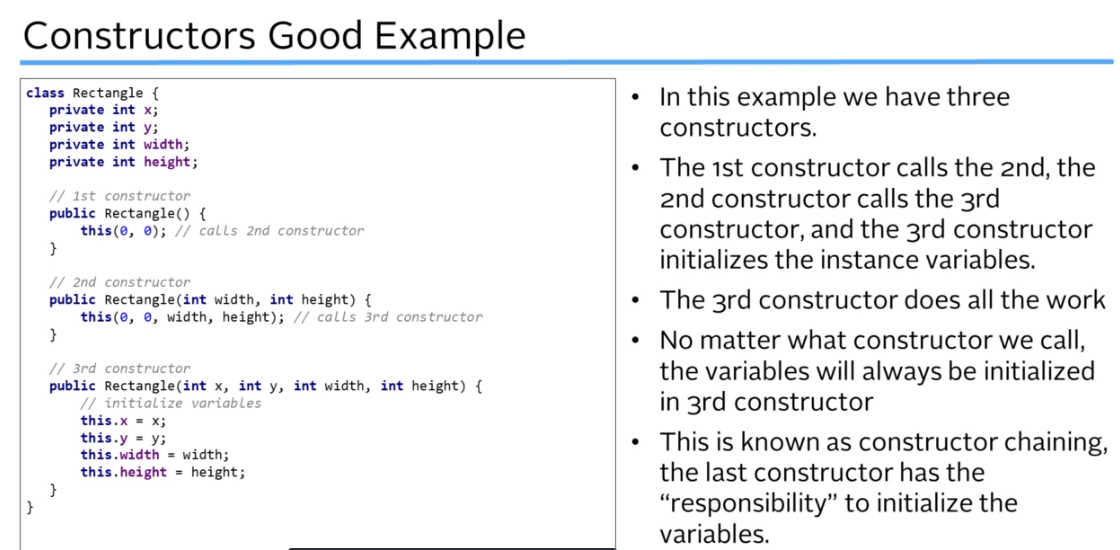 Constructors Good Example
class Rectangle {
private int x;
private int y;
private int width;
private int height;
// 1st constructor
public Rectangle() {
this(0, 0); // calls 2nd constructor
}
// 2nd constructor
public Rectangle(int width, int height) {
this(0, 0, width, height); // calls 3rd constructor
}
// 3rd constructor
public Rectangle(int x, int y, int width, int height) {
// initialize variables
this.x = x;
this.y = y;
this.width = width;
this.height = height;
}
}
• In this example we have three
constructors.
• The 1st constructor calls the 2nd, the
2nd constructor calls the 3rd
constructor, and the 3rd constructor
initializes the instance variables.
• The 3rd constructor does all the work
• No matter what constructor we call,
the variables will always be initialized
in 3rd constructor
• This is known as constructor chaining,
the last constructor has the
“responsibility” to initialize the
variables.